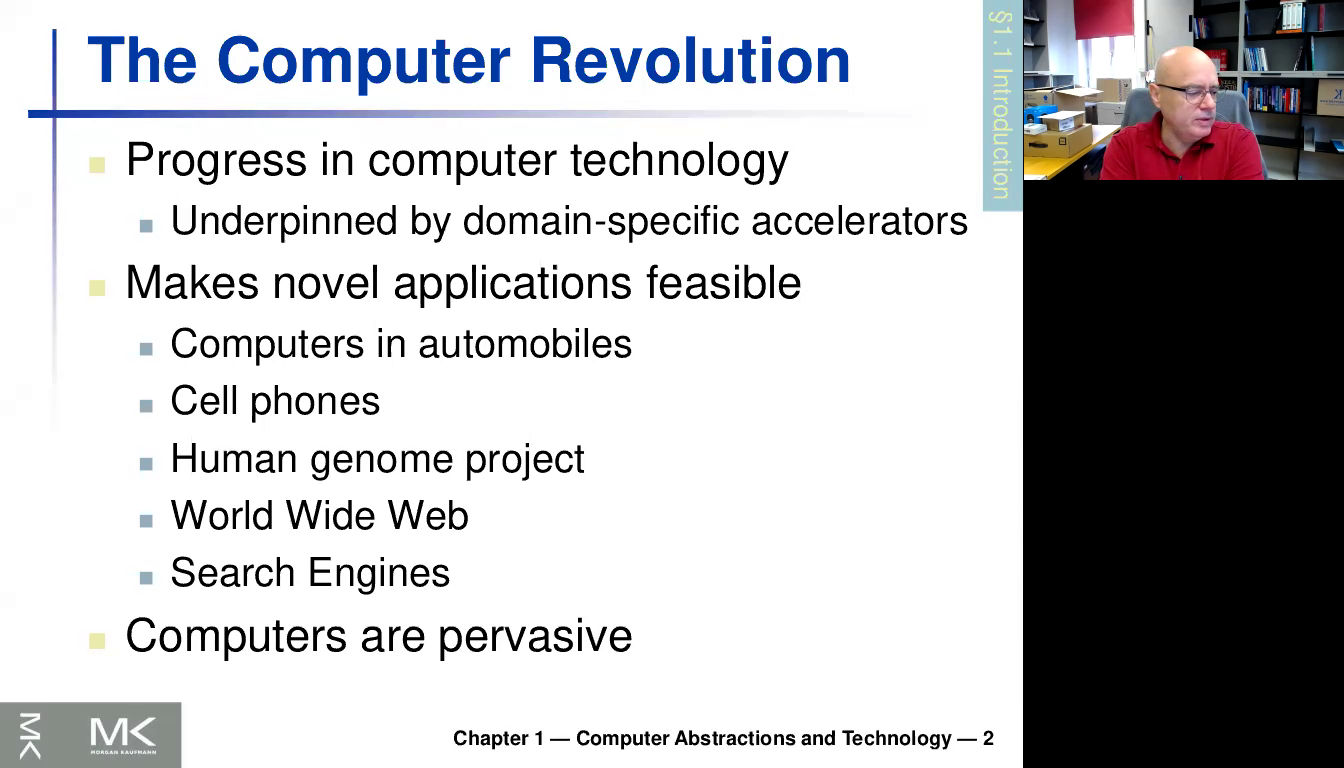 The Computer Revolution
§1.1 Introduction
Progress in computer technology
Underpinned by domain-specific accelerators
Makes novel applications feasible
Computers in automobiles
Cell phones
Human genome project
World Wide Web
Search Engines
Computers are pervasive
MK
MK
MORGAN KAUFMANN
Chapter 1 — Computer Abstractions and Technology — 2